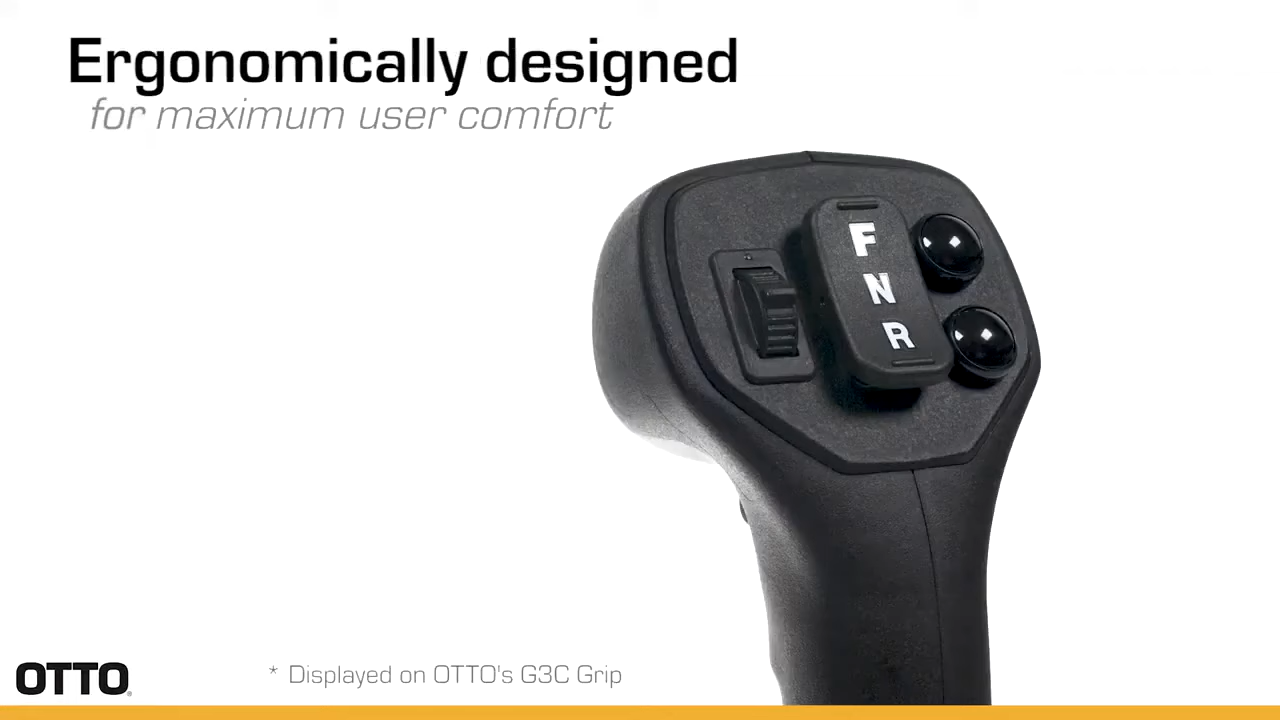 Ergonomically designed
for maximum user comfort
F
N
R
OTTO
* Displayed on OTTO's G3C Grip